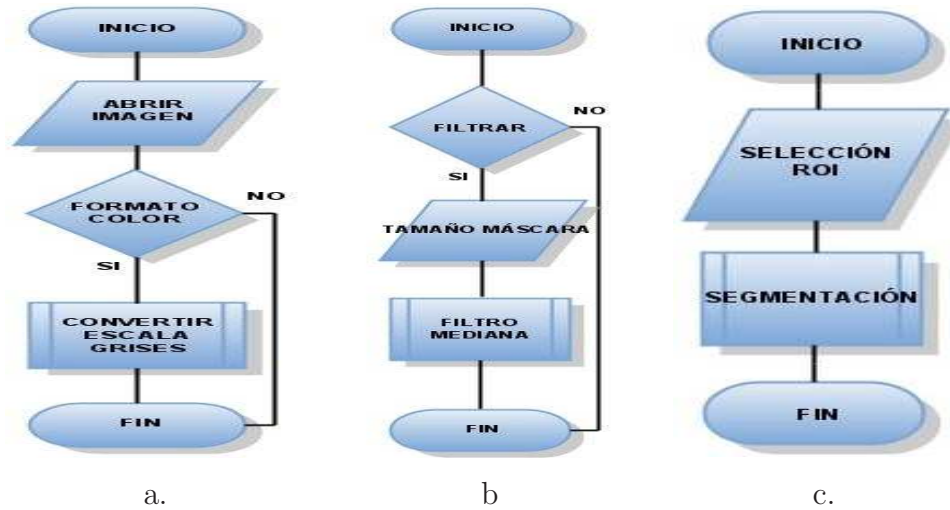 INICIO
ABRIR
IMAGEN
FORMATO
COLOR
NO
SI
CONVERTIR
ESCALA
GRISES
FIN
a.
INICIO
FILTRAR
NO
SI
TAMAÑO MÁSCARA
FILTRO
MEDIANA
FIN
b
INICIO
SELECCIÓN
ROI
SEGMENTACIÓN
FIN
c.